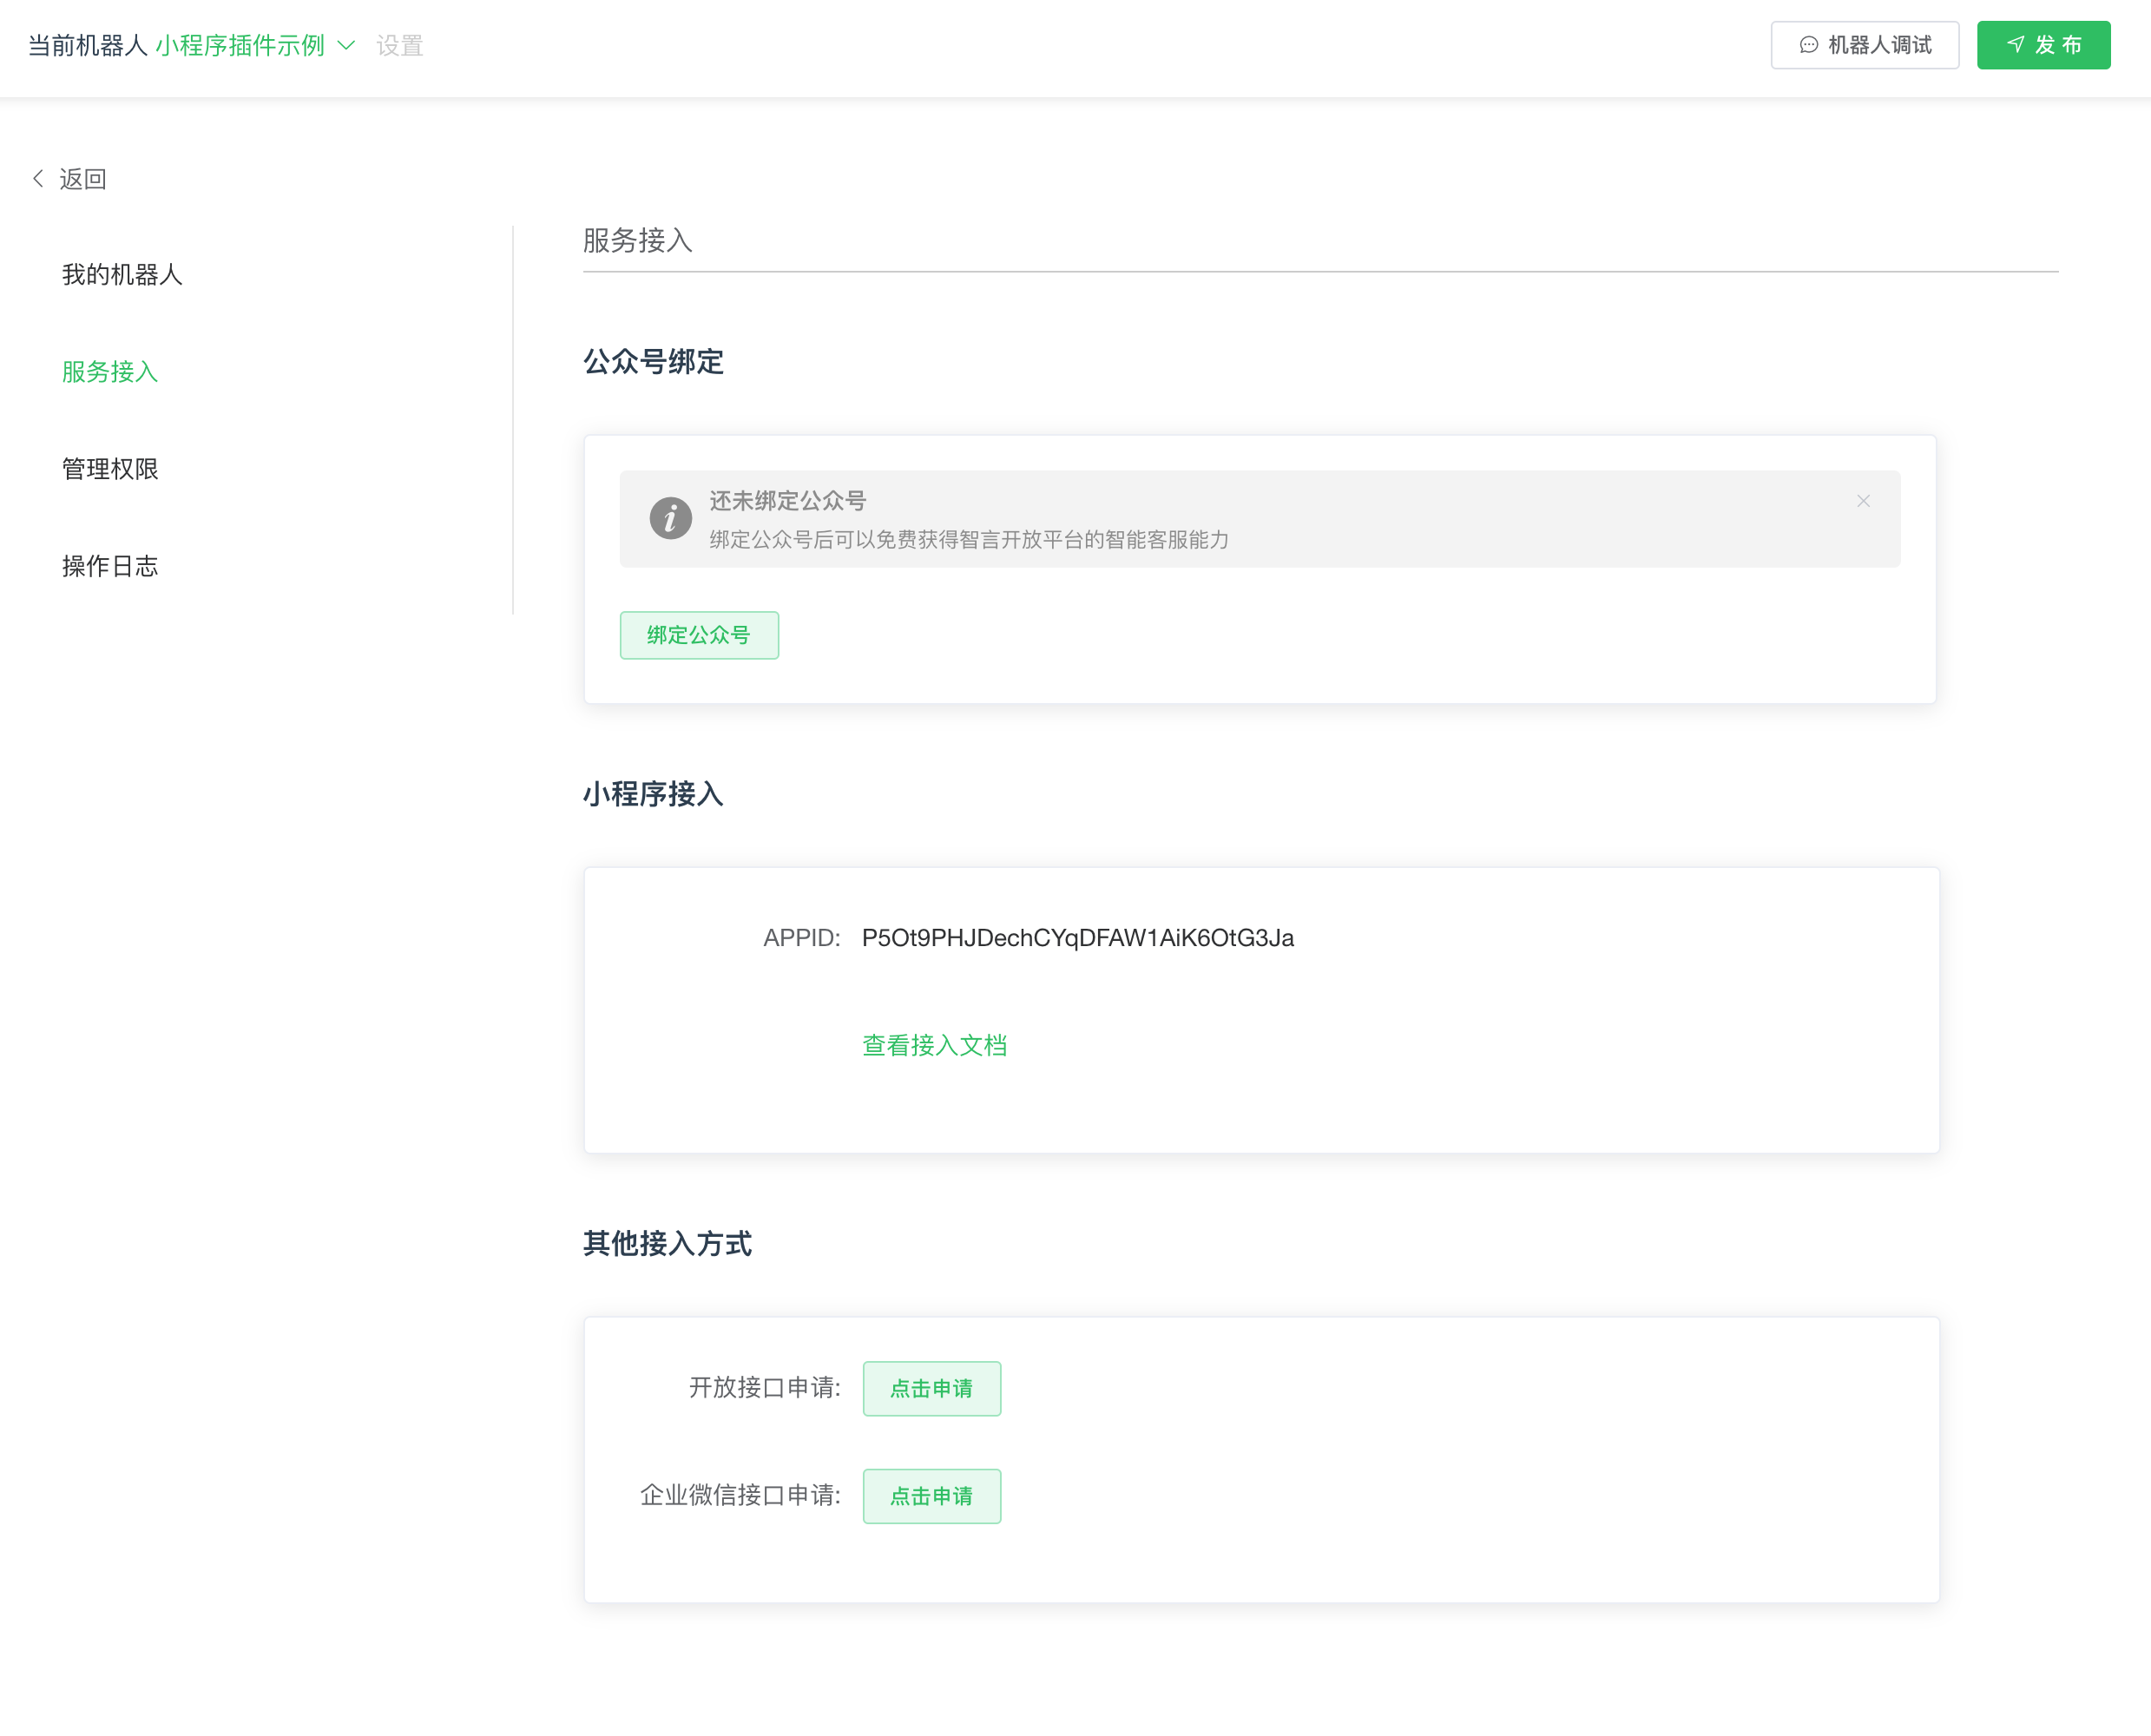 当前机器人 小程序插件示例 设置
机器人调试
发 布
返回
我的机器人
服务接入
管理权限
操作日志
服务接入
公众号绑定
还未绑定公众号
绑定公众号后可以免费获得智言开放平台的智能客服能力
绑定公众号
小程序接入
APPID: P5Ot9PHJDechCYqDFAW1AiK6OtG3Ja
查看接入文档
其他接入方式
开放接口申请: 点击申请
企业微信接口申请: 点击申请